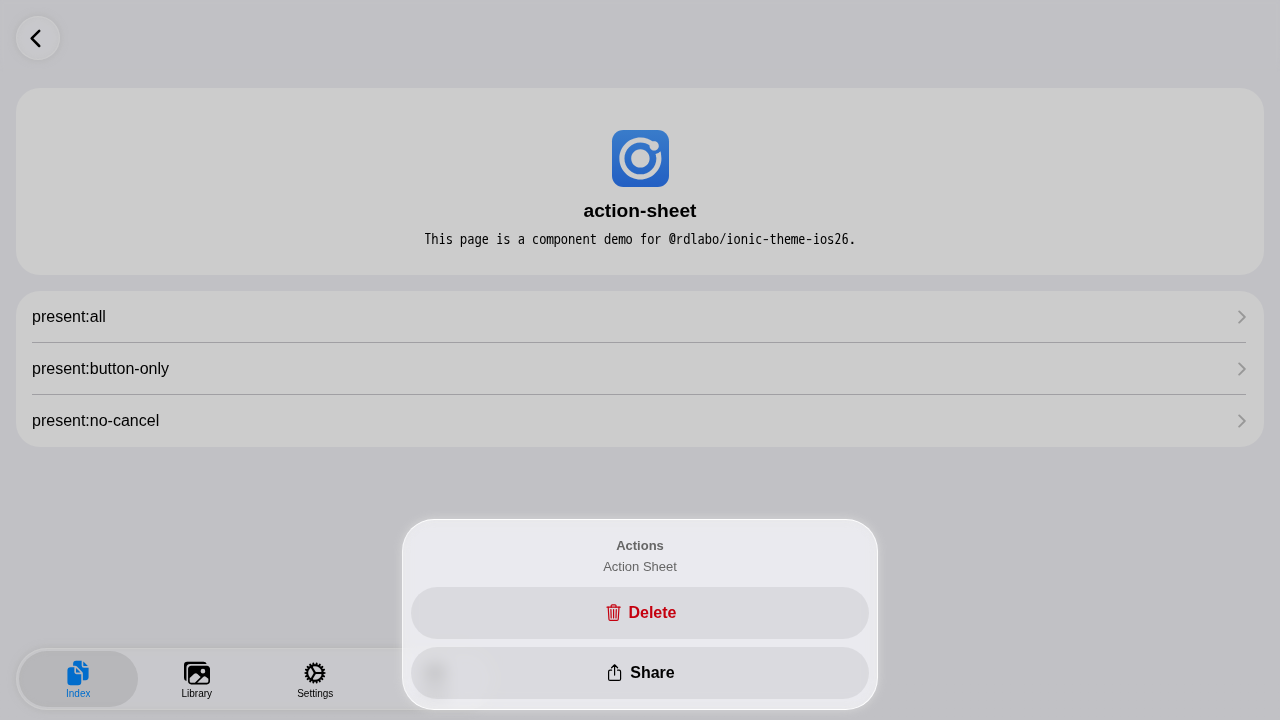 action-sheet
This page is a component demo for @rdlabo/ionic-theme-ios26.
present:all
present:button-only
present:no-cancel
Actions
Action Sheet
Delete
Share
Index
Library
Settings